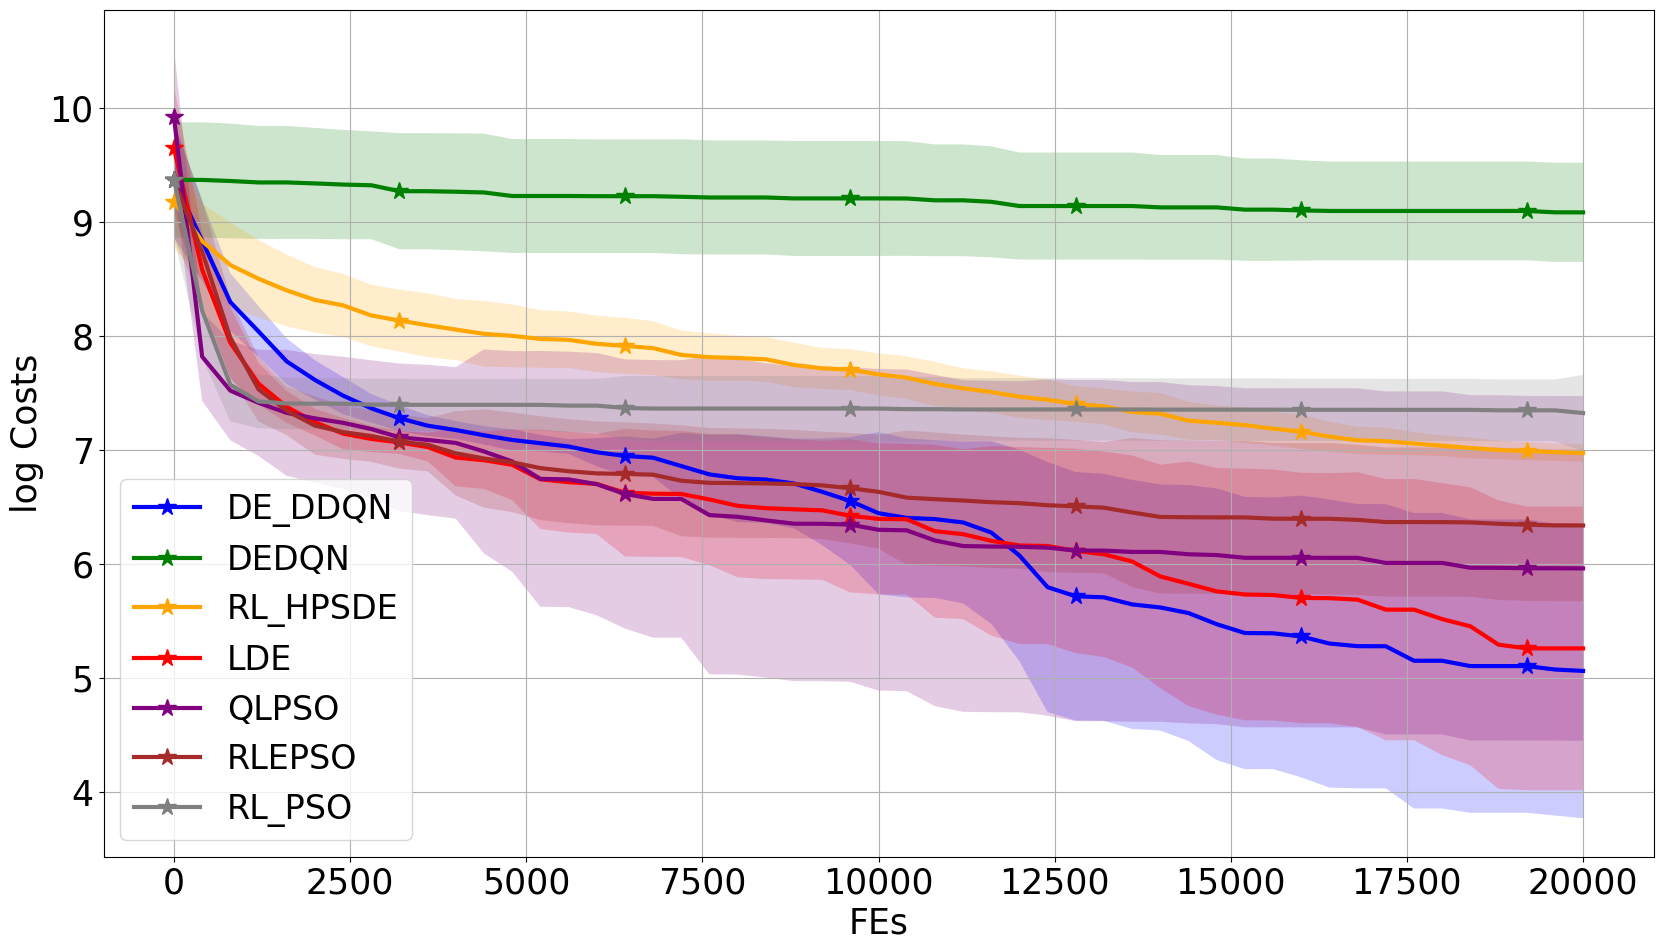 log Costs
10
9
8
7
6
5
4
DE_DDQN
DEDQN
RL_HPSDE
LDE
QLPSO
RLEPSO
RL_PSO
0 2500 5000 7500 10000 12500 15000 17500 20000
FEs